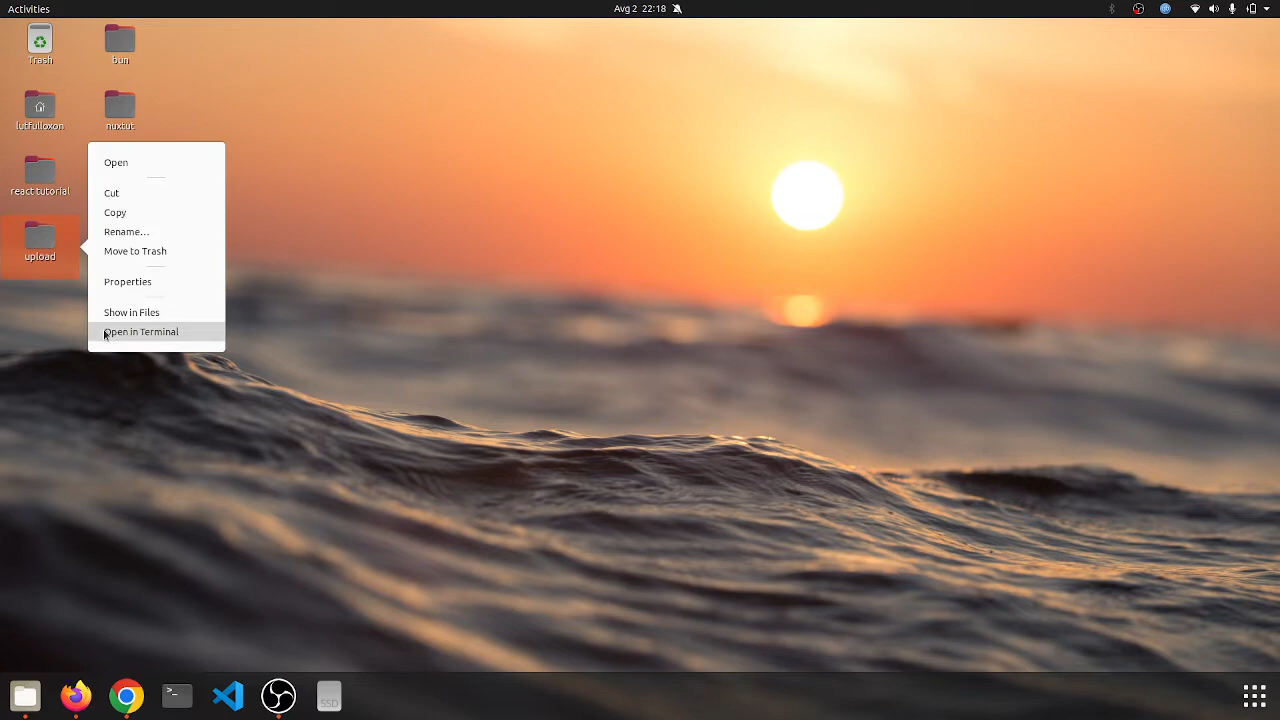 Activities
Avg 2 22:18
Trash
bun
lutfulloxon
nuxtut
react tutorial
upload
Open
Cut
Copy
Rename...
Move to Trash
Properties
Show in Files
Open in Terminal
>_
SSD